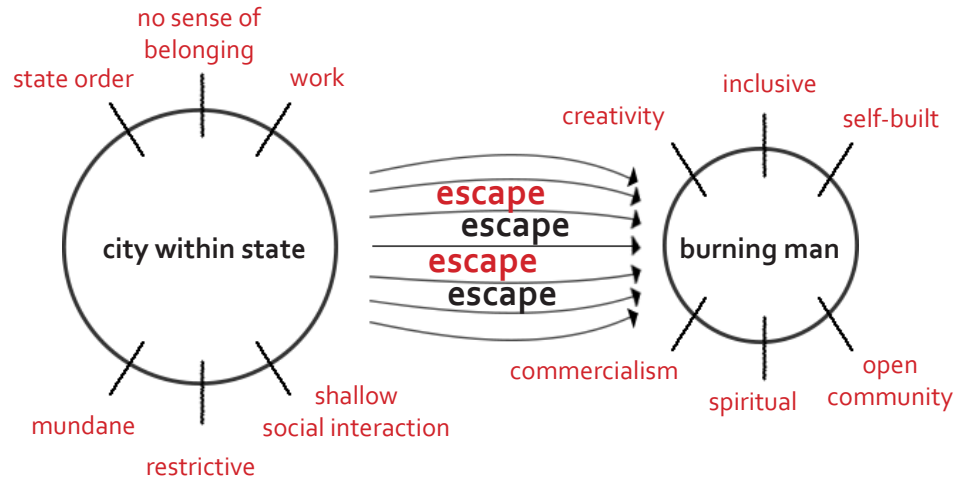 no sense of
belonging
state order
work
city within state
mundane
restrictive
shallow
social interaction
escape
escape
escape
escape
creativity
inclusive
self-built
burning man
commercialism
spiritual
open
community